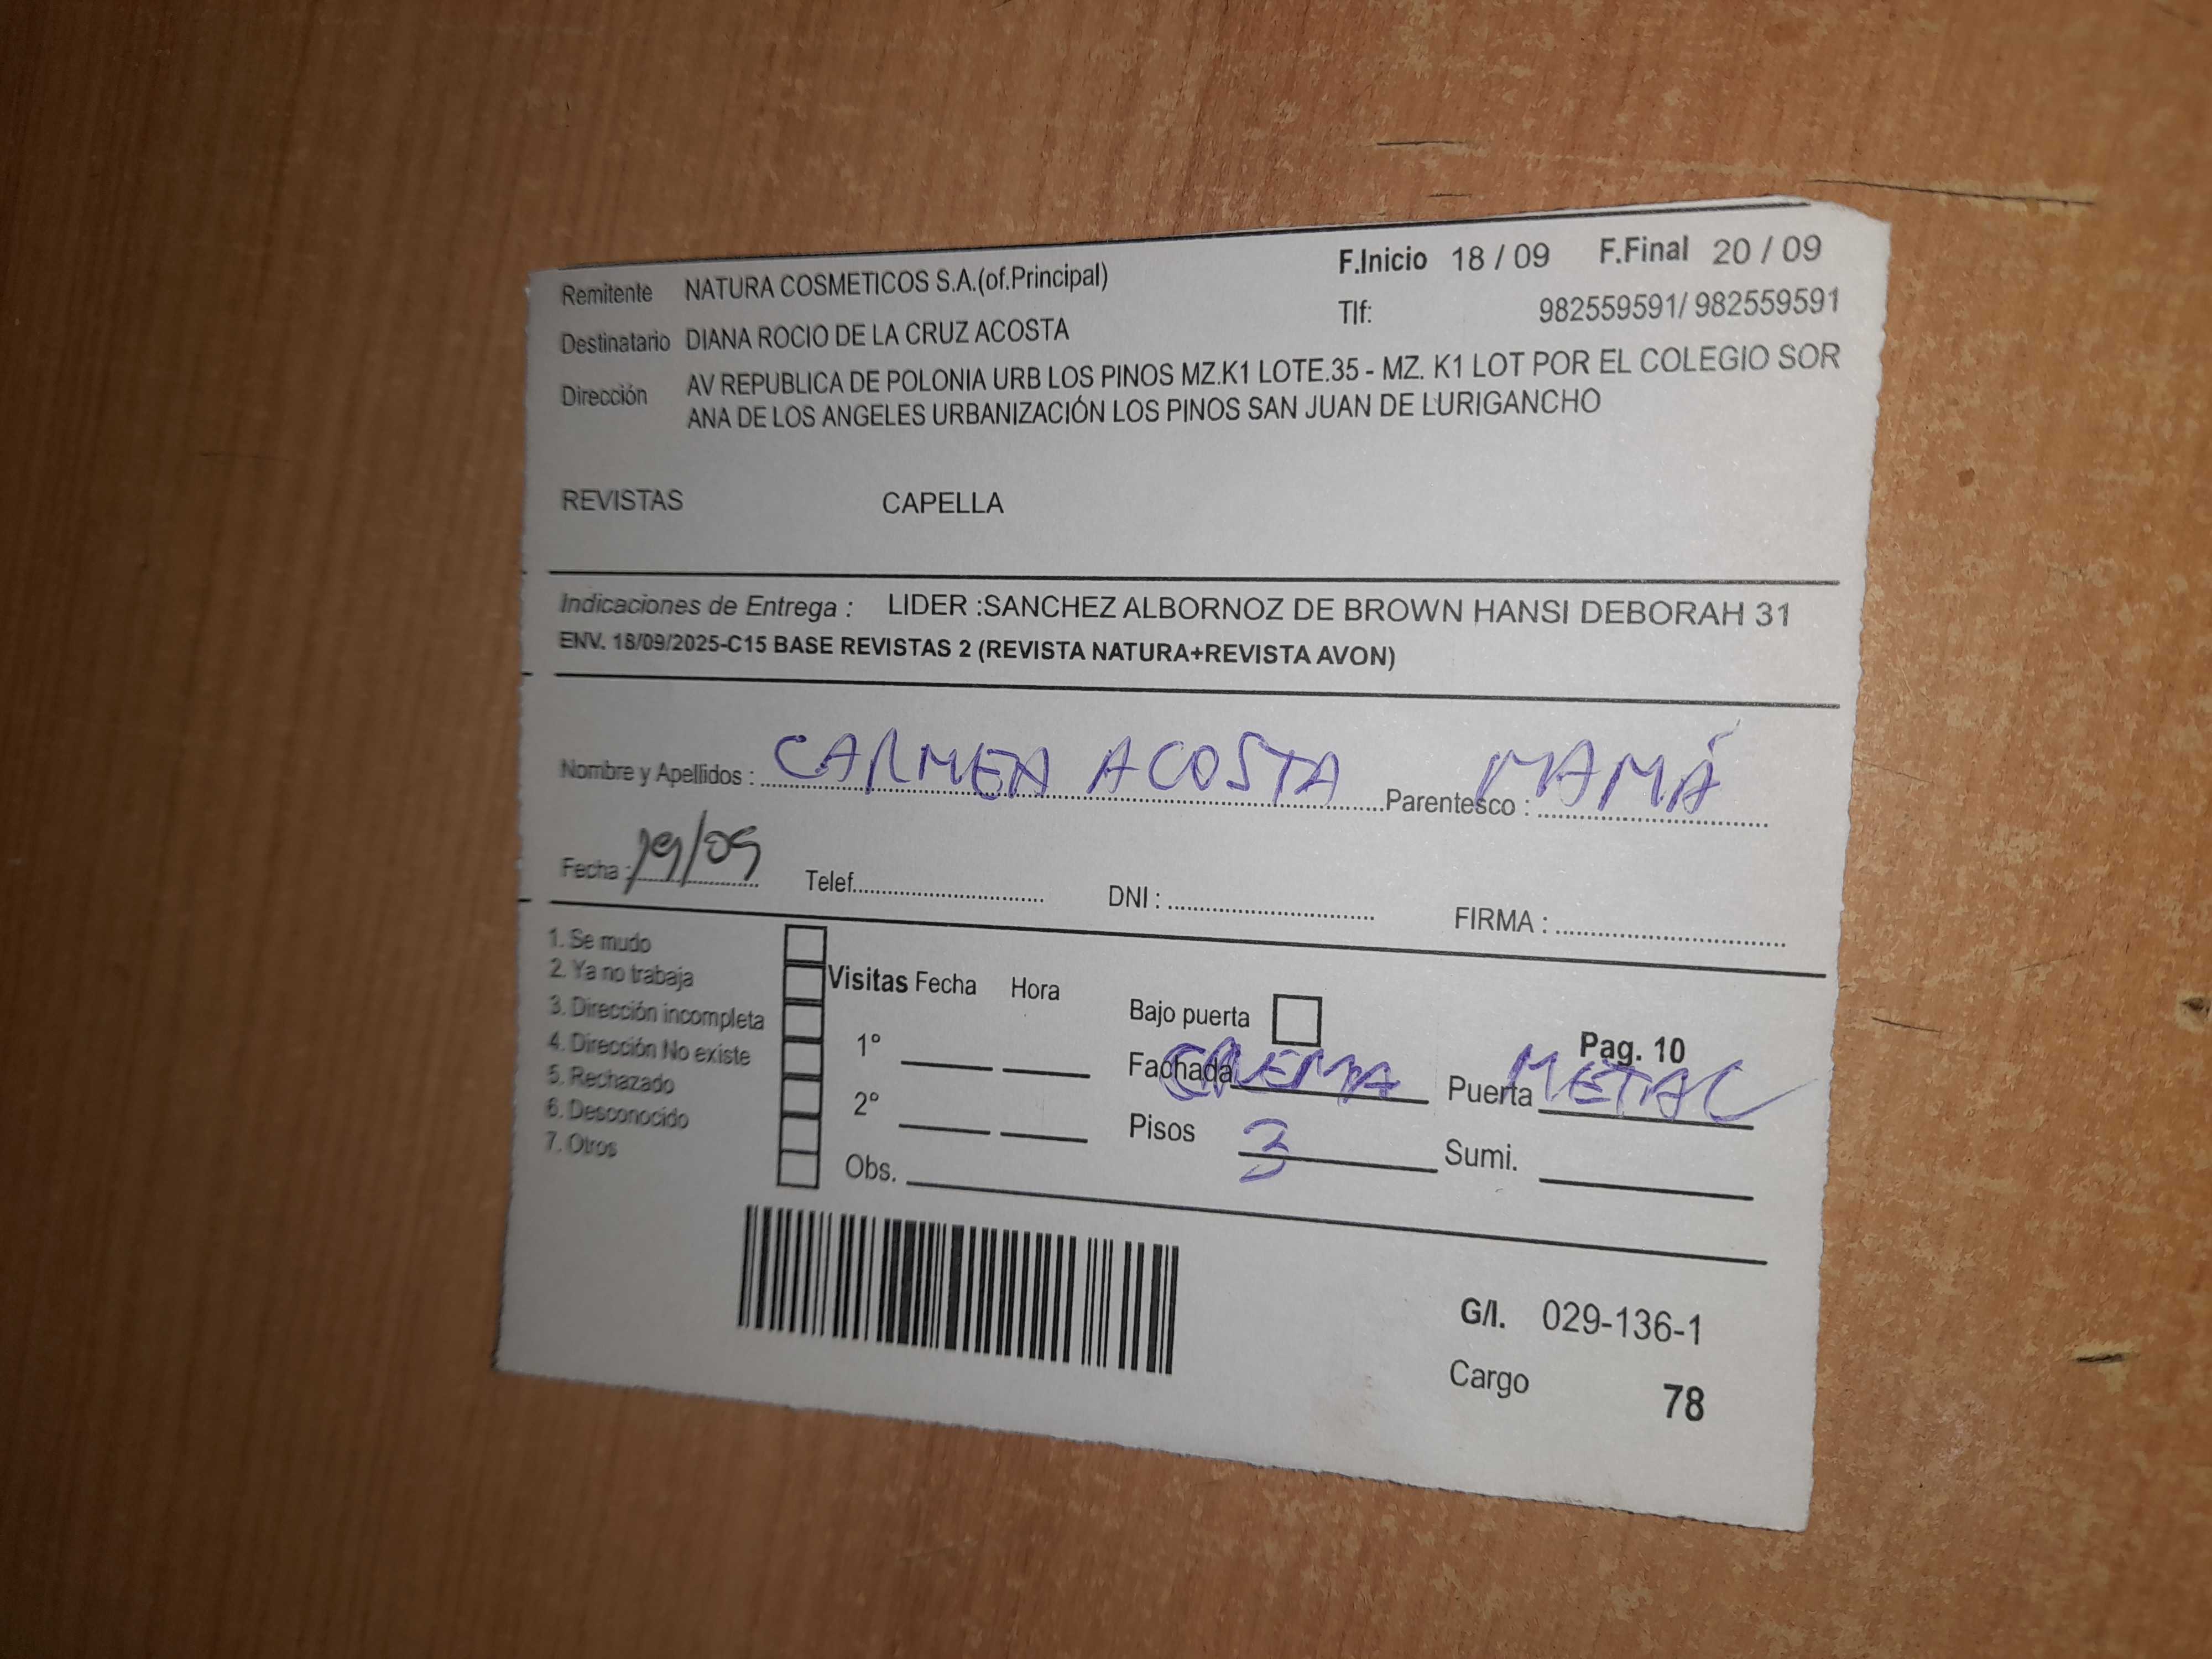 Remitente NATURA COSMETICOS S.A.(of.Principal) F.Inicio 18 / 09 F.Final 20 / 09
Tlf: 982559591/ 982559591
Destinatario DIANA ROCIO DE LA CRUZ ACOSTA
Dirección AV REPUBLICA DE POLONIA URB LOS PINOS MZ.K1 LOTE.35 - MZ. K1 LOT POR EL COLEGIO SOR
ANA DE LOS ANGELES URBANIZACIÓN LOS PINOS SAN JUAN DE LURIGANCHO
REVISTAS CAPELLA
Indicaciones de Entrega : LIDER :SANCHEZ ALBORNOZ DE BROWN HANSI DEBORAH 31
ENV. 18/09/2025-C15 BASE REVISTAS 2 (REVISTA NATURA+REVISTA AVON)
Nombre y Apellidos : CARMEN ACOSTA Parentesco : MAMÁ
Fecha : 19/09 Telef. DNI : FIRMA :
1. Se mudo
2. Ya no trabaja
3. Dirección incompleta
4. Dirección No existe
5. Rechazado
6. Desconocido
7. Otros
Visitas Fecha Hora
1°
2°
Obs.
Bajo puerta
Pag. 10
Fachada CREMA Puerta METAL
Pisos 3 Sumi.
G/I. 029-136-1
Cargo 78